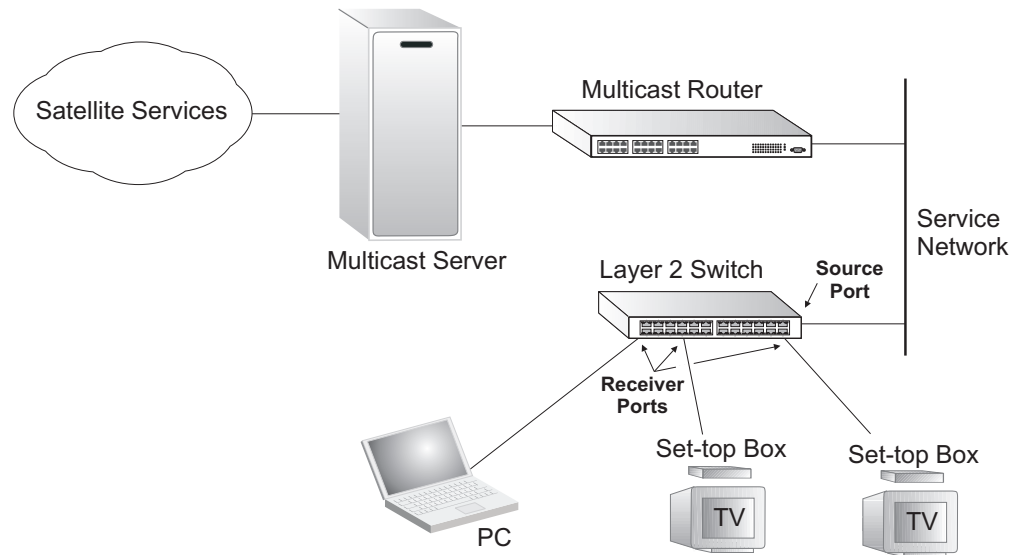 Satellite Services
Multicast Router
Multicast Server
Service
Network
Layer 2 Switch
Source
Port
Receiver
Ports
Set-top Box
Set-top Box
TV
TV
PC